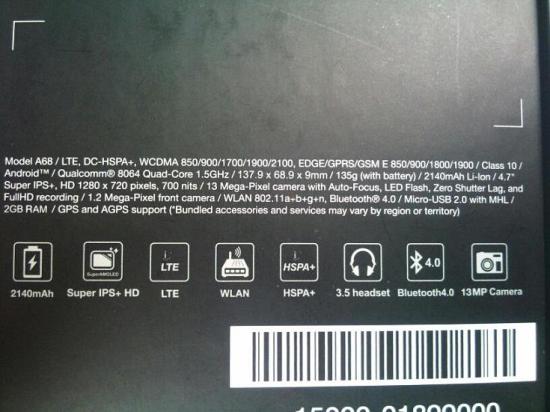 Model A68 / LTE, DC-HSPA+, WCDMA 850/900/1700/1900/2100, EDGE/GPRS/GSM E 850/900/1800/1900 / Class 10 /
Android™ / Qualcomm® 8064 Quad-Core 1.5GHz / 137.9 x 68.9 x 9mm / 135g (with battery) / 2140mAh Li-Ion / 4.7"
Super IPS+, HD 1280 x 720 pixels, 700 nits / 13 Mega-Pixel camera with Auto-Focus, LED Flash, Zero Shutter Lag, and
FullHD recording / 1.2 Mega-Pixel front camera / WLAN 802.11a+b+g+n, Bluetooth® 4.0 / Micro-USB 2.0 with MHL /
2GB RAM / GPS and AGPS support (*Bundled accessories and services may vary by region or territory)
SuperAMOLED LTE HSPA+ 4.0
2140mAh Super IPS+ HD LTE WLAN HSPA+ 3.5 headset Bluetooth4.0 13MP Camera